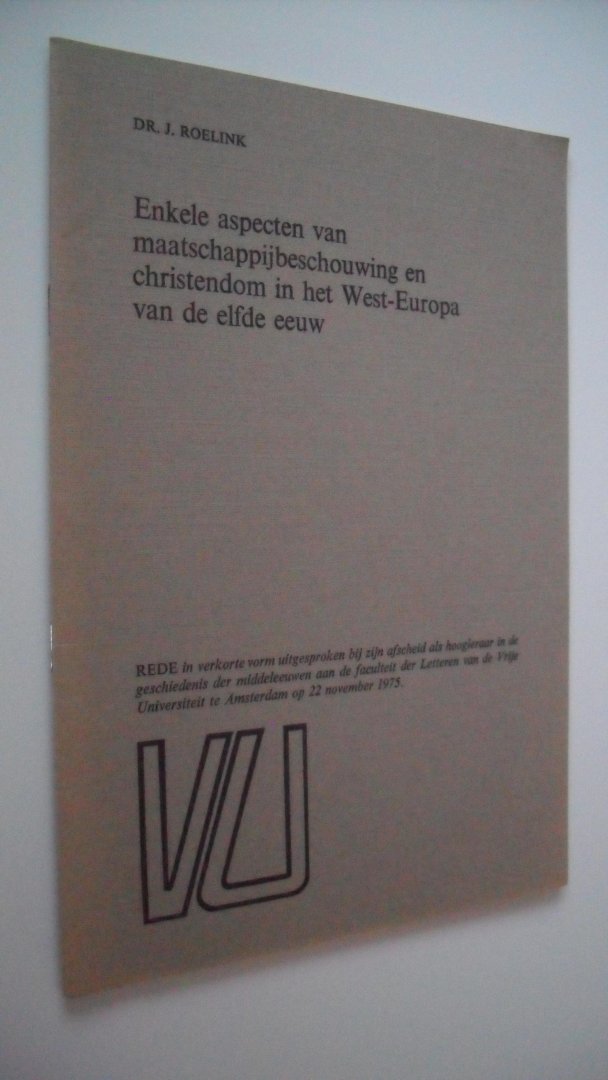 DR. J. ROELINK
Enkele aspecten van
maatschappijbeschouwing en
christendom in het West-Europa
van de elfde eeuw
REDE in verkorte vorm uitgesproken bij zijn afscheid als hoogleraar in de
geschiedenis der middeleeuwen aan de faculteit der Letteren van de Vrije
Universiteit te Amsterdam op 22 november 1975.
VU